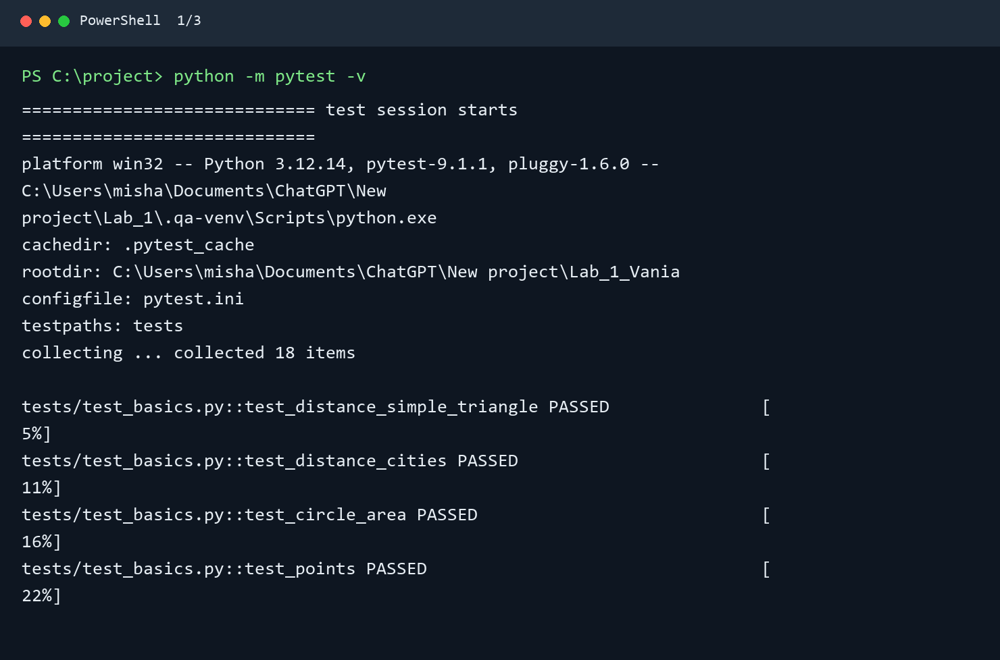 PowerShell  1/3
PS C:\project> python -m pytest -v
============================= test session starts
=============================
platform win32 -- Python 3.12.14, pytest-9.1.1, pluggy-1.6.0 --
C:\Users\misha\Documents\ChatGPT\New
project\Lab_1\.qa-venv\Scripts\python.exe
cachedir: .pytest_cache
rootdir: C:\Users\misha\Documents\ChatGPT\New project\Lab_1_Vania
configfile: pytest.ini
testpaths: tests
collecting ... collected 18 items

tests/test_basics.py::test_distance_simple_triangle PASSED               [
5%]
tests/test_basics.py::test_distance_cities PASSED                        [
11%]
tests/test_basics.py::test_circle_area PASSED                            [
16%]
tests/test_basics.py::test_points PASSED                                 [
22%]